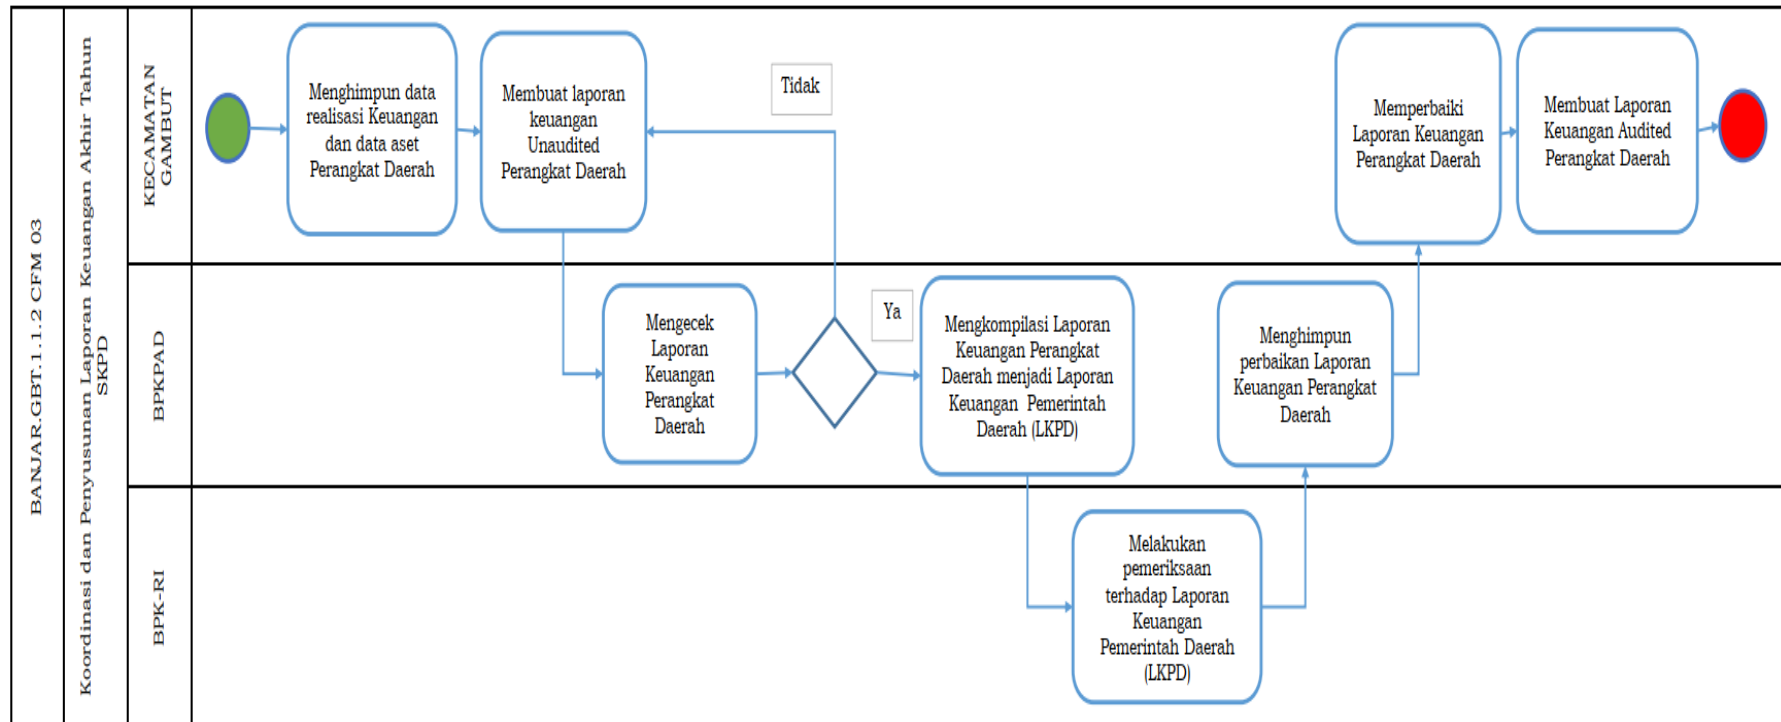 BANJAR.GBT.1.1.2 CFM 03
Koordinasi dan Penyusunan Laporan Keuangan Akhir Tahun
SKPD
KECAMATAN
GAMBUT
Menghimpun data
realisasi Keuangan
dan data aset
Perangkat Daerah
Membuat laporan
keuangan
Unaudited
Perangkat Daerah
Tidak
Memperbaiki
Laporan Keuangan
Perangkat Daerah
Membuat Laporan
Keuangan Audited
Perangkat Daerah
BPKPAD
Mengecek
Laporan
Keuangan
Perangkat
Daerah
Ya
Mengkompilasi Laporan
Keuangan Perangkat
Daerah menjadi Laporan
Keuangan Pemerintah
Daerah (LKPD)
Menghimpun
perbaikan Laporan
Keuangan Perangkat
Daerah
BPK-RI
Melakukan
pemeriksaan
terhadap Laporan
Keuangan
Pemerintah Daerah
(LKPD)